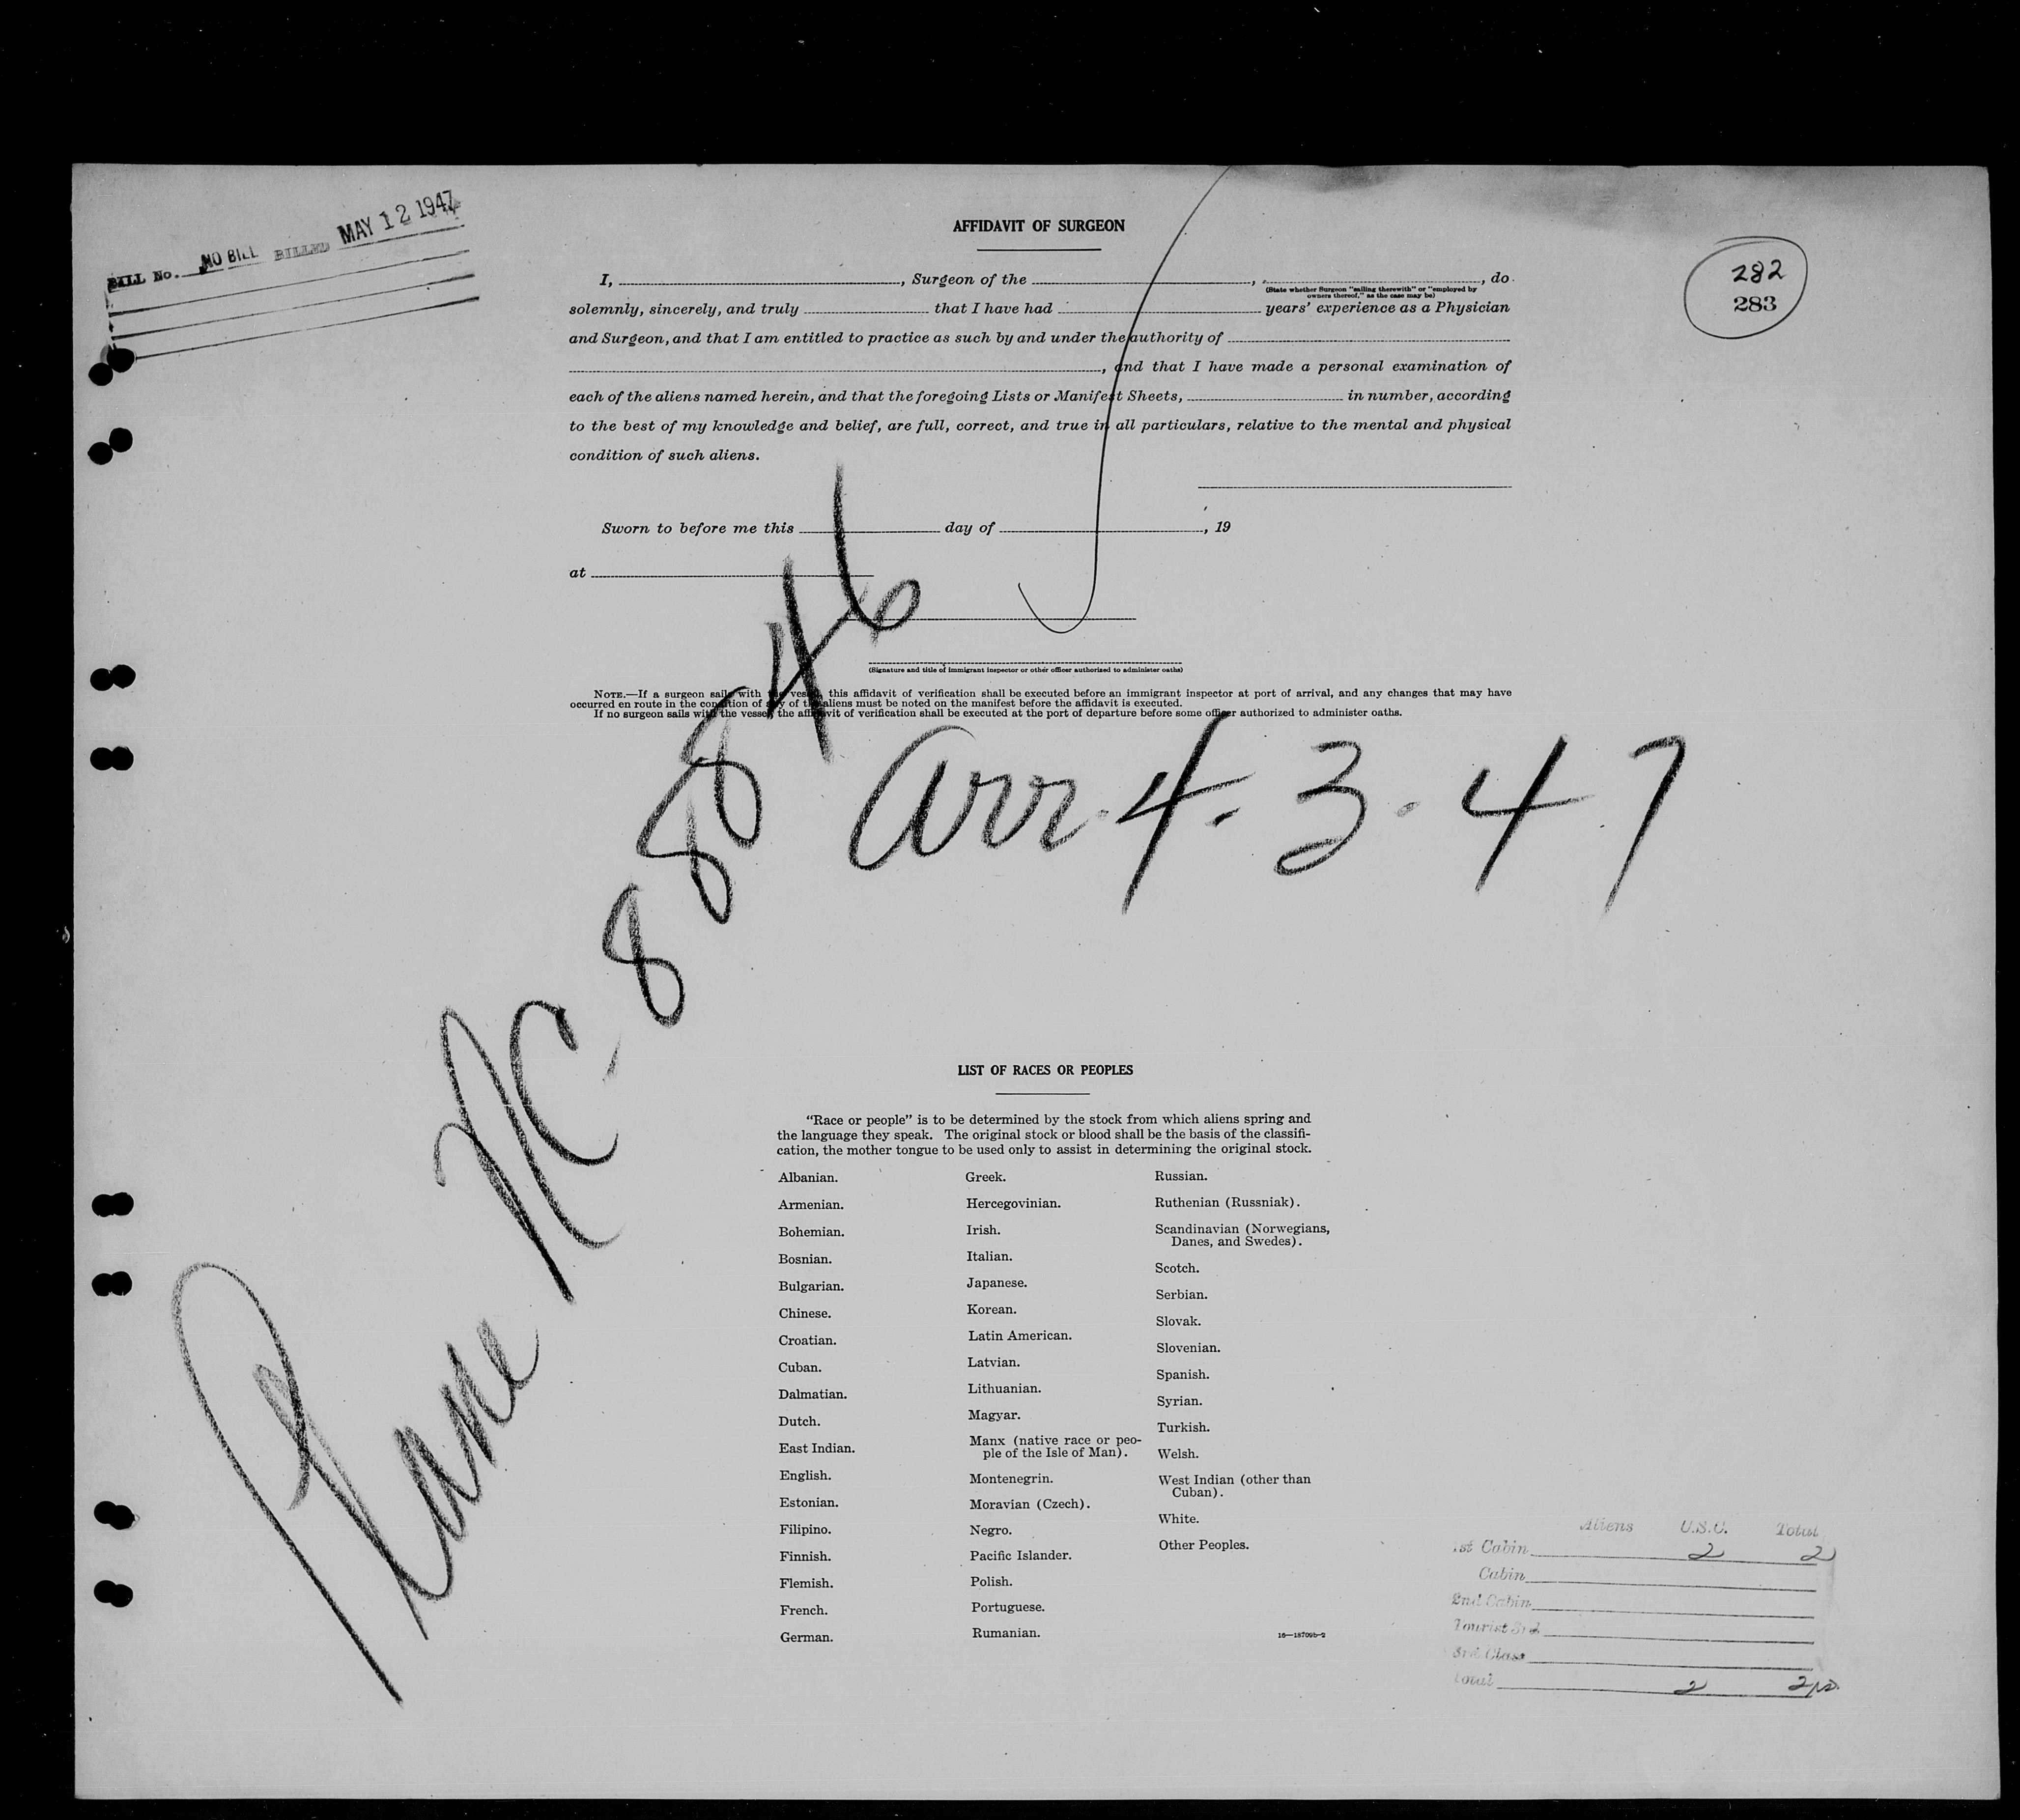 BILL No. NO BILL BILLED MAY 12 1947
282
283
AFFIDAVIT OF SURGEON
I, , Surgeon of the , , do
(State whether Surgeon "sailing therewith" or "employed by
owners thereof," as the case may be)
solemnly, sincerely, and truly that I have had years' experience as a Physician
and Surgeon, and that I am entitled to practice as such by and under the authority of
, and that I have made a personal examination of
each of the aliens named herein, and that the foregoing Lists or Manifest Sheets, in number, according
to the best of my knowledge and belief, are full, correct, and true in all particulars, relative to the mental and physical
condition of such aliens.
Sworn to before me this day of , 19
at
(Signature and title of immigrant inspector or other officer authorized to administer oaths)
NOTE.—If a surgeon sails with the vessel, this affidavit of verification shall be executed before an immigrant inspector at port of arrival, and any changes that may have
occurred en route in the condition of any of the aliens must be noted on the manifest before the affidavit is executed.
If no surgeon sails with the vessel, the affidavit of verification shall be executed at the port of departure before some officer authorized to administer oaths.
Plane NC-88846
Arr. 4. 3. 47
LIST OF RACES OR PEOPLES
"Race or people" is to be determined by the stock from which aliens spring and
the language they speak. The original stock or blood shall be the basis of the classifi-
cation, the mother tongue to be used only to assist in determining the original stock.
Albanian.
Armenian.
Bohemian.
Bosnian.
Bulgarian.
Chinese.
Croatian.
Cuban.
Dalmatian.
Dutch.
East Indian.
English.
Estonian.
Filipino.
Finnish.
Flemish.
French.
German.
Greek.
Hercegovinian.
Irish.
Italian.
Japanese.
Korean.
Latin American.
Latvian.
Lithuanian.
Magyar.
Manx (native race or peo-
ple of the Isle of Man).
Montenegrin.
Moravian (Czech).
Negro.
Pacific Islander.
Polish.
Portuguese.
Rumanian.
Russian.
Ruthenian (Russniak).
Scandinavian (Norwegians,
Danes, and Swedes).
Scotch.
Serbian.
Slovak.
Slovenian.
Spanish.
Syrian.
Turkish.
Welsh.
West Indian (other than
Cuban).
White.
Other Peoples.
16—18709b-2
Aliens U.S.C. Total
1st Cabin 2 2
Cabin
2nd Cabin
Tourist 3rd
3rd Class
Total 2 2